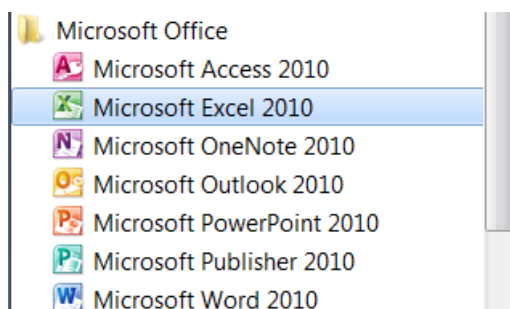 Microsoft Office
Microsoft Access 2010
Microsoft Excel 2010
Microsoft OneNote 2010
Microsoft Outlook 2010
Microsoft PowerPoint 2010
Microsoft Publisher 2010
Microsoft Word 2010